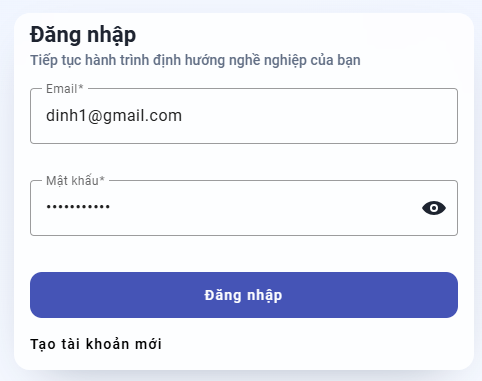 Đăng nhập
Tiếp tục hành trình định hướng nghề nghiệp của bạn
Email*
dinh1@gmail.com
Mật khẩu*
•••••••••••
Đăng nhập
Tạo tài khoản mới